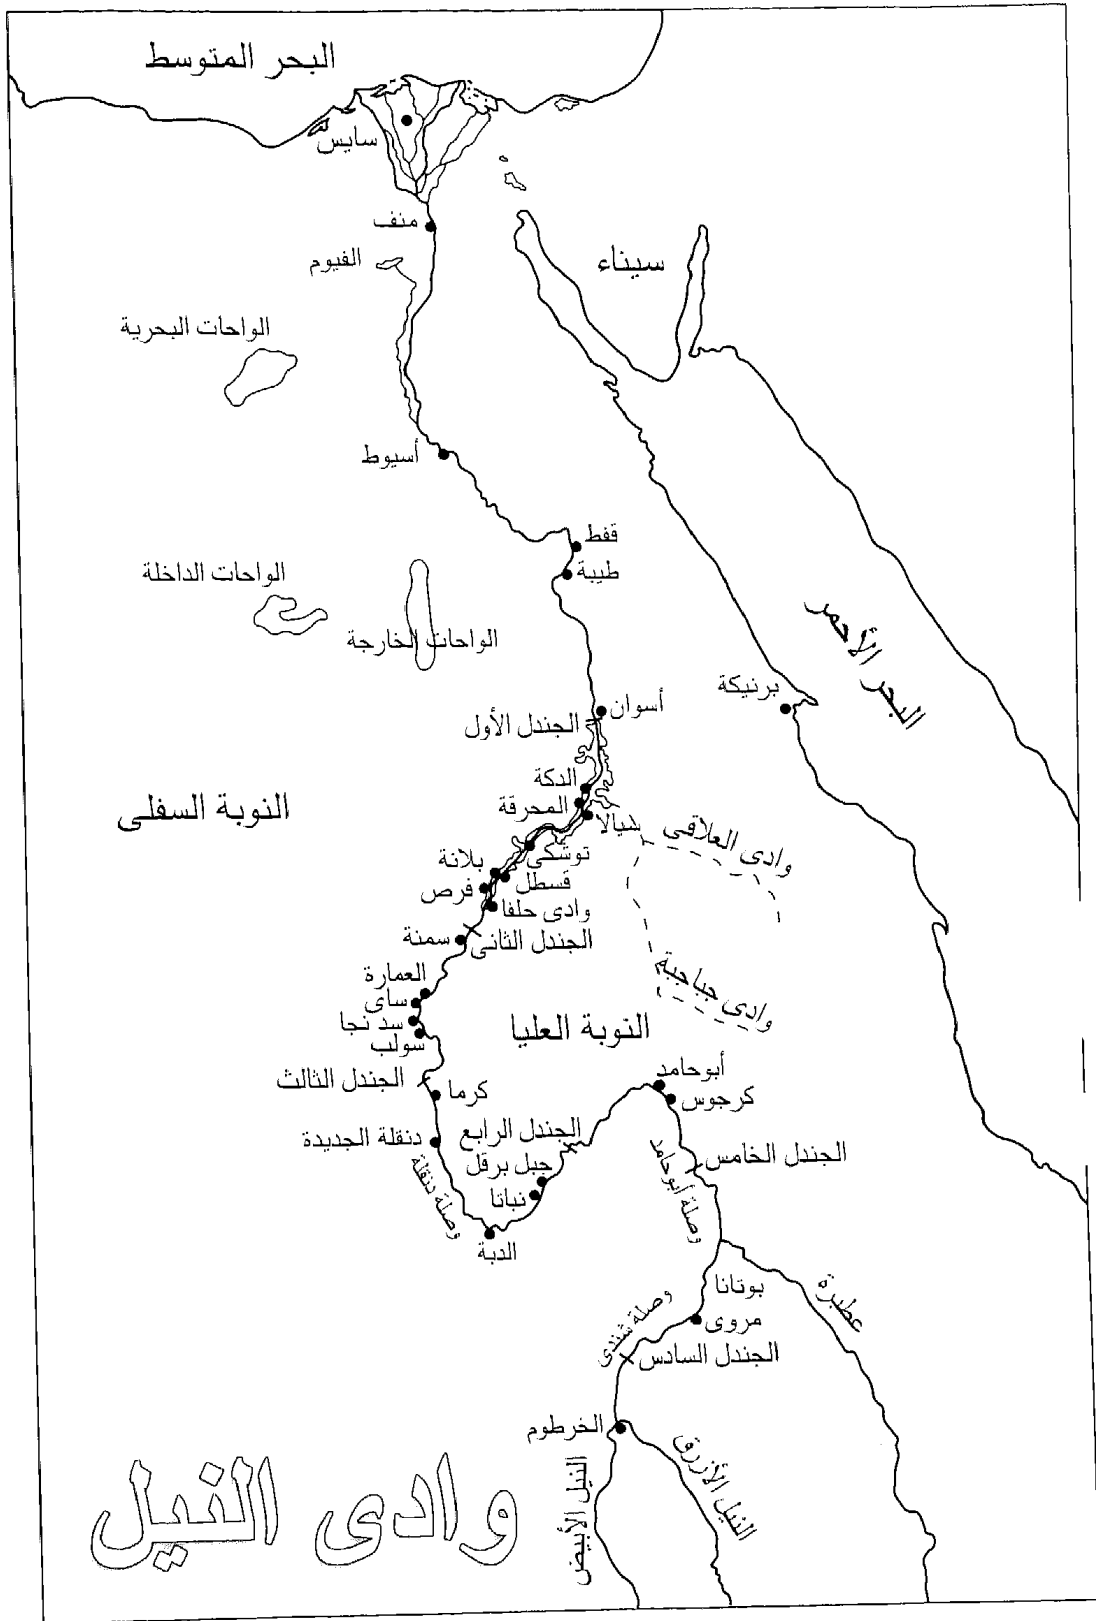 البحر المتوسط
سايس
منف
سيناء
الفيوم
الواحات البحرية
أسيوط
قفط
طيبة
الواحات الداخلة
الواحات الخارجة
البحر الأحمر
برنيكة
أسوان
الجندل الأول
الدكة
المحرقة
النوبة السفلى
سيالا
وادى العلاقي
توشكى
بلانة
قسطل
فرص
وادى حلفا
الجندل الثانى
سمنة
العمارة
ساى
سد نجا
سولب
وادى جباجبة
النوبة العليا
الجندل الثالث
كرما
أبوحامد
كرجوس
الجندل الرابع
دنقلة الجديدة
جبل برقل
نباتا
وصلة دنقلة
الجندل الخامس
وصلة أبوحامد
الدبة
بوتانا
عطبرة
مروى
وصلة شندى
الجندل السادس
الخرطوم
النيل الأزرق
النيل الأبيض
وادى النيل